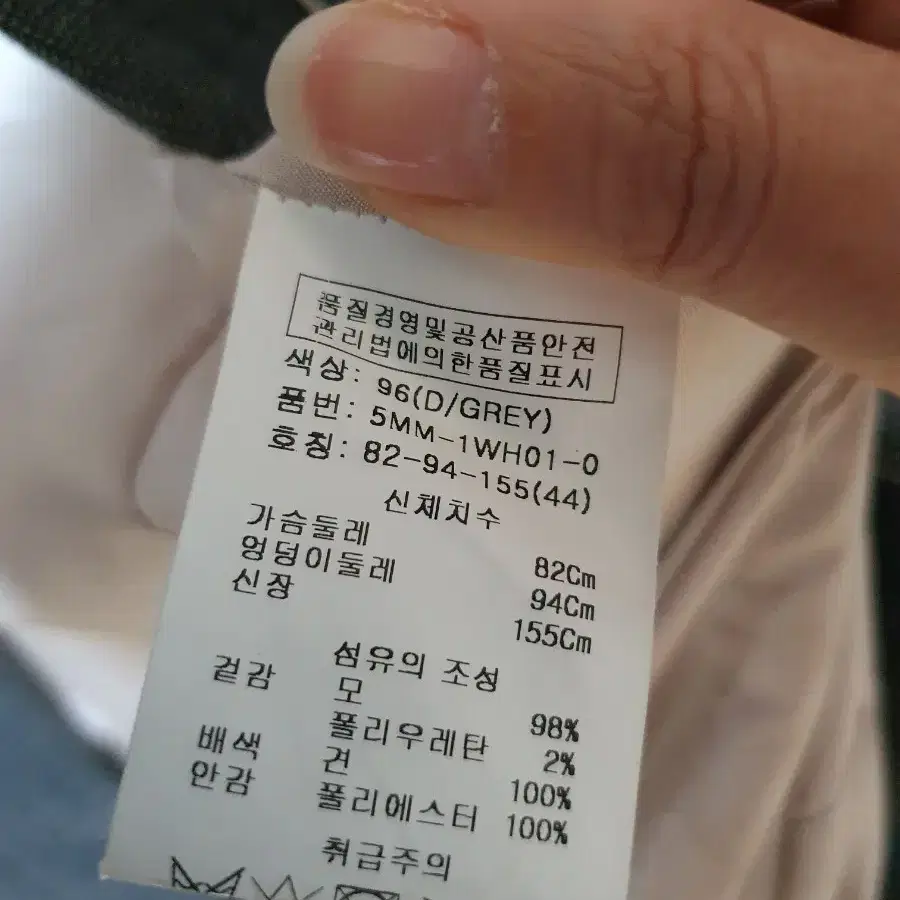 품질경영및공산품안전
관리법에의한품질표시
색상: 96(D/GREY)
품번: 5MM-1WH01-0
호칭: 82-94-155(44)
신체치수
가슴둘레 82Cm
엉덩이둘레 94Cm
신장 155Cm
섬유의 조성
겉감 모 98%
폴리우레탄 2%
배색 견 100%
안감 폴리에스터 100%
취급주의